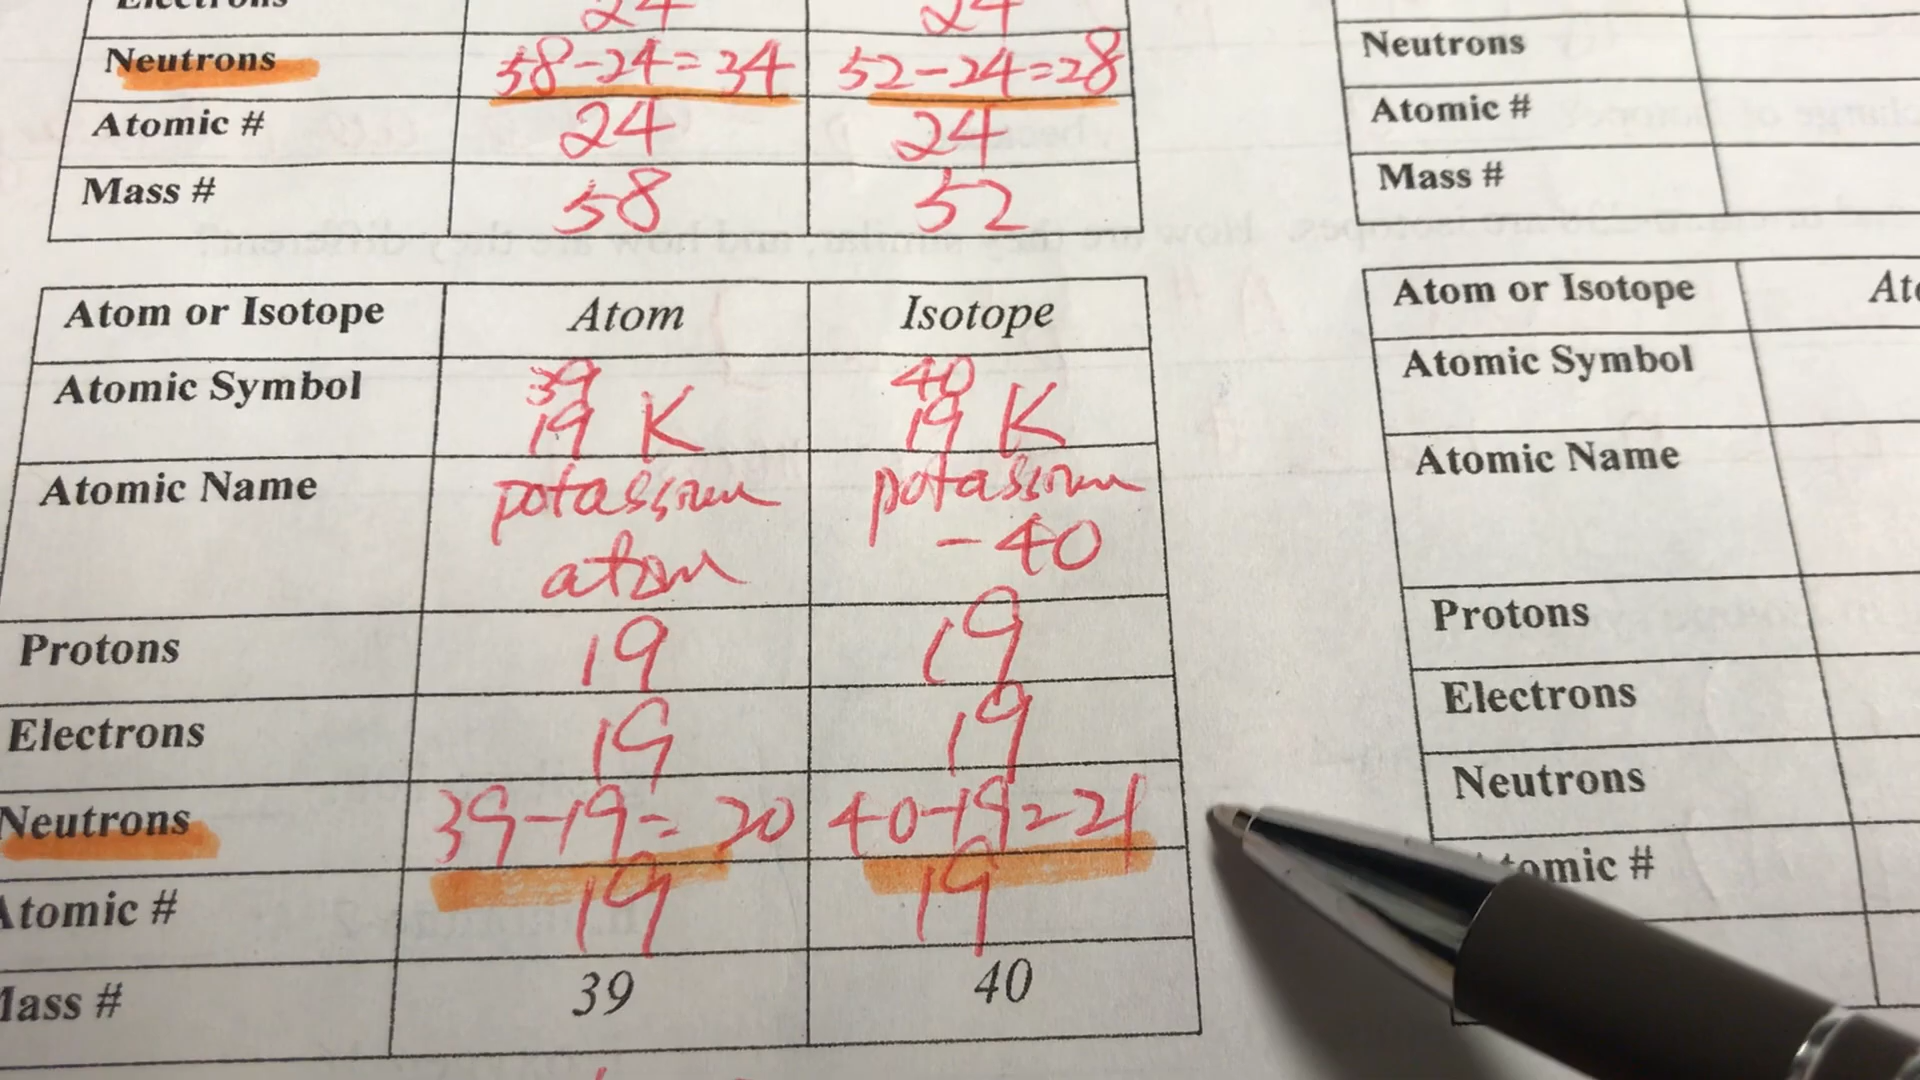 Electrons 24 24
Neutrons 58-24=34 52-24=28
Atomic # 24 24
Mass # 58 52
Neutrons
Atomic #
Mass #
Atom or Isotope Atom Isotope
Atomic Symbol 39 19 K 40 19 K
Atomic Name potassium potassium
atom -40
Protons 19 19
Electrons 19 19
Neutrons 39-19= 20 40-19=21
Atomic # 19 19
Mass # 39 40
Atom or Isotope
Atomic Symbol
Atomic Name
Protons
Electrons
Neutrons
tomic #